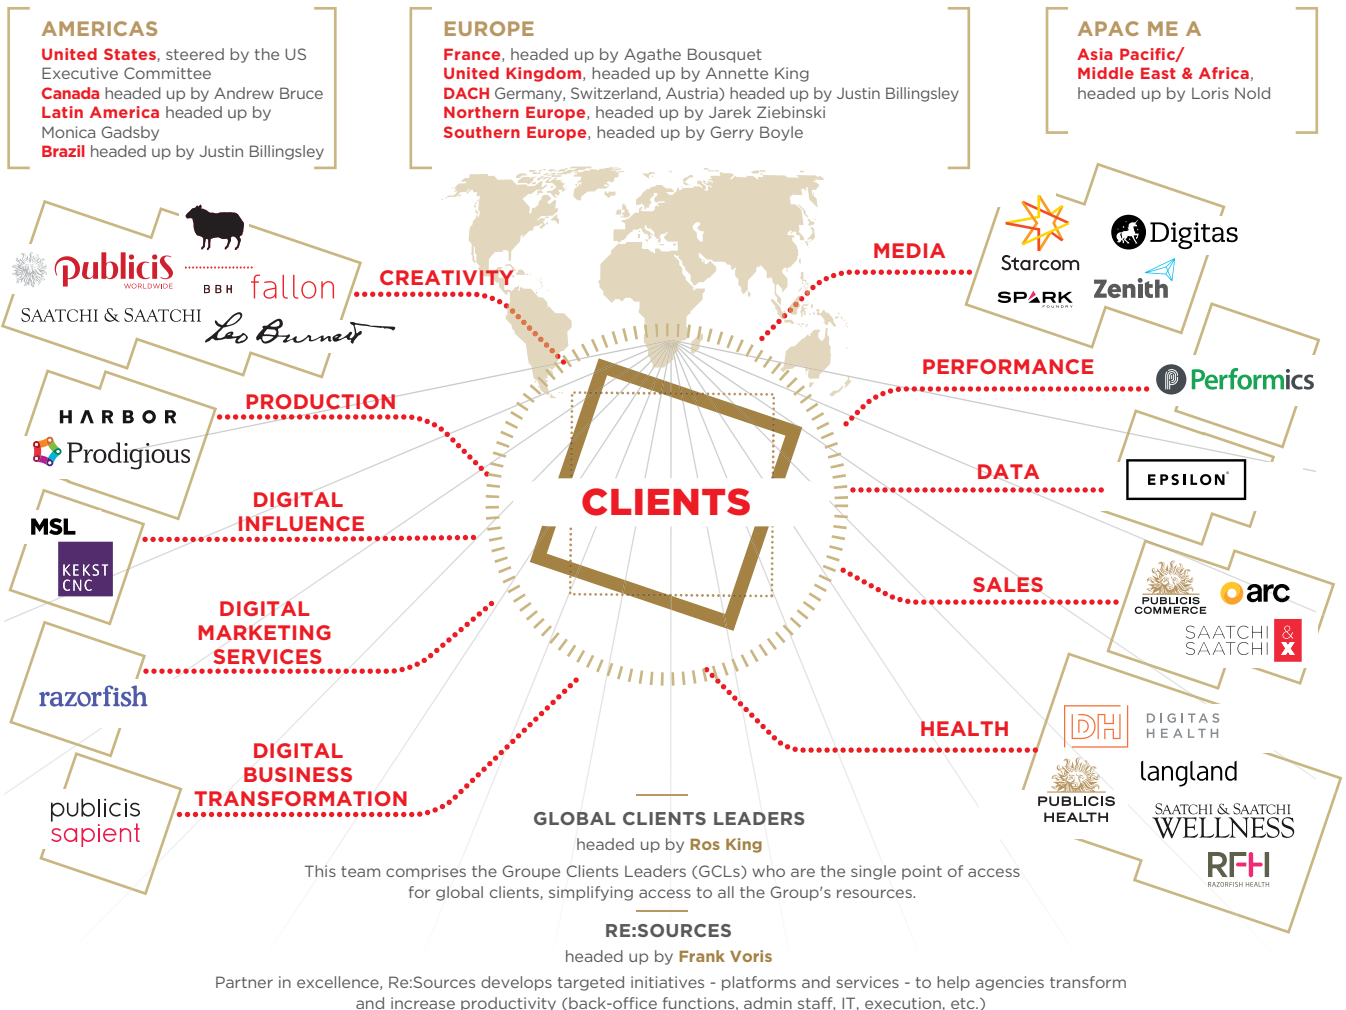 AMERICAS
United States, steered by the US
Executive Committee
Canada headed up by Andrew Bruce
Latin America headed up by
Monica Gadsby
Brazil headed up by Justin Billingsley
EUROPE
France, headed up by Agathe Bousquet
United Kingdom, headed up by Annette King
DACH Germany, Switzerland, Austria) headed up by Justin Billingsley
Northern Europe, headed up by Jarek Ziebinski
Southern Europe, headed up by Gerry Boyle
APAC ME A
Asia Pacific/
Middle East & Africa,
headed up by Loris Nold
publicis
WORLDWIDE
BBH
fallon
SAATCHI & SAATCHI
Leo Burnett
CREATIVITY
HARBOR
Prodigious
PRODUCTION
MSL
KEKST
CNC
DIGITAL
INFLUENCE
razorfish
DIGITAL
MARKETING
SERVICES
publicis
sapient
DIGITAL
BUSINESS
TRANSFORMATION
CLIENTS
MEDIA
Starcom
Digitas
SPARK
FOUNDRY
Zenith
PERFORMANCE
Performics
DATA
EPSILON
SALES
PUBLICIS
COMMERCE
arc
SAATCHI &
SAATCHI X
HEALTH
DH
DIGITAS
HEALTH
PUBLICIS
HEALTH
langland
SAATCHI & SAATCHI
WELLNESS
RFH
RAZORFISH HEALTH
GLOBAL CLIENTS LEADERS
headed up by Ros King
This team comprises the Groupe Clients Leaders (GCLs) who are the single point of access
for global clients, simplifying access to all the Group's resources.
RE:SOURCES
headed up by Frank Voris
Partner in excellence, Re:Sources develops targeted initiatives - platforms and services - to help agencies transform
and increase productivity (back-office functions, admin staff, IT, execution, etc.)